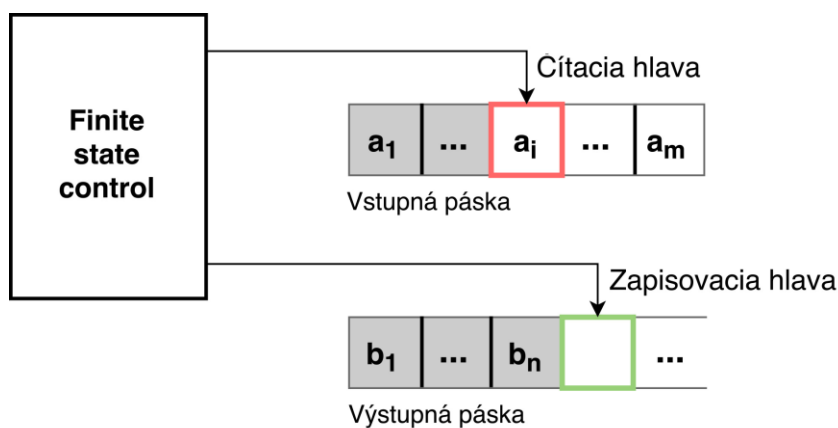 Finite
state
control
Čítacia hlava
a1 ... ai ... am
Vstupná páska
Zapisovacia hlava
b1 ... bn ...
Výstupná páska